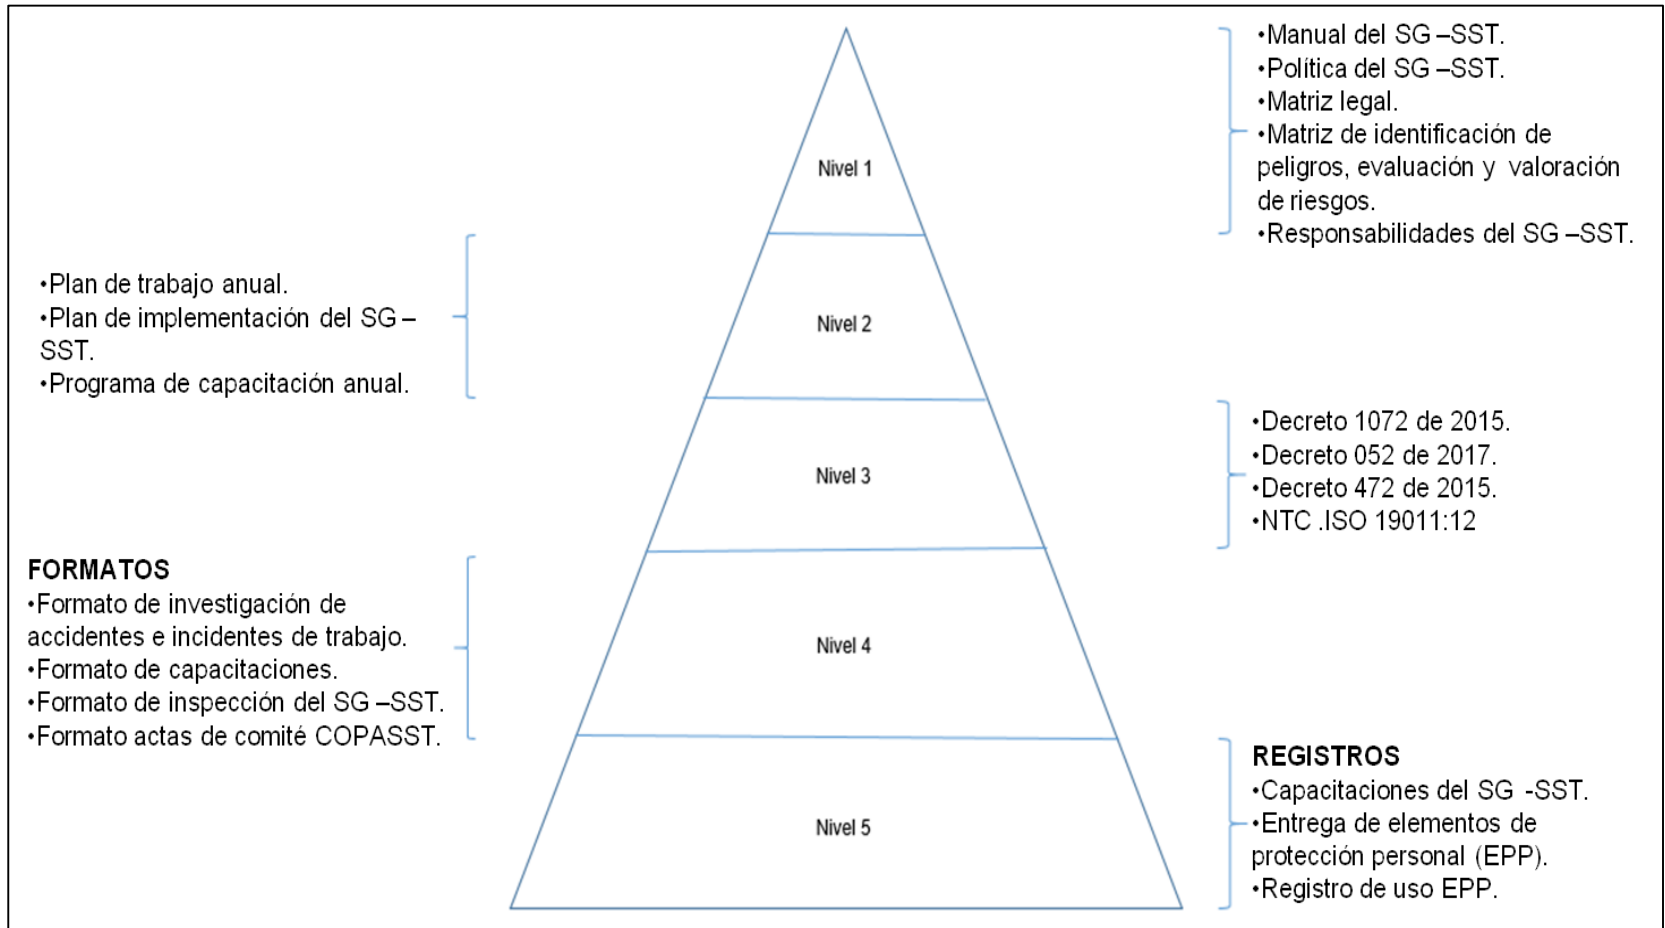 •Manual del SG –SST.
•Política del SG –SST.
•Matriz legal.
•Matriz de identificación de
peligros, evaluación y valoración
de riesgos.
•Responsabilidades del SG –SST.
Nivel 1
•Plan de trabajo anual.
•Plan de implementación del SG –
SST.
•Programa de capacitación anual.
Nivel 2
•Decreto 1072 de 2015.
•Decreto 052 de 2017.
•Decreto 472 de 2015.
•NTC .ISO 19011:12
Nivel 3
FORMATOS
•Formato de investigación de
accidentes e incidentes de trabajo.
•Formato de capacitaciones.
•Formato de inspección del SG –SST.
•Formato actas de comité COPASST.
Nivel 4
REGISTROS
•Capacitaciones del SG -SST.
•Entrega de elementos de
protección personal (EPP).
•Registro de uso EPP.
Nivel 5